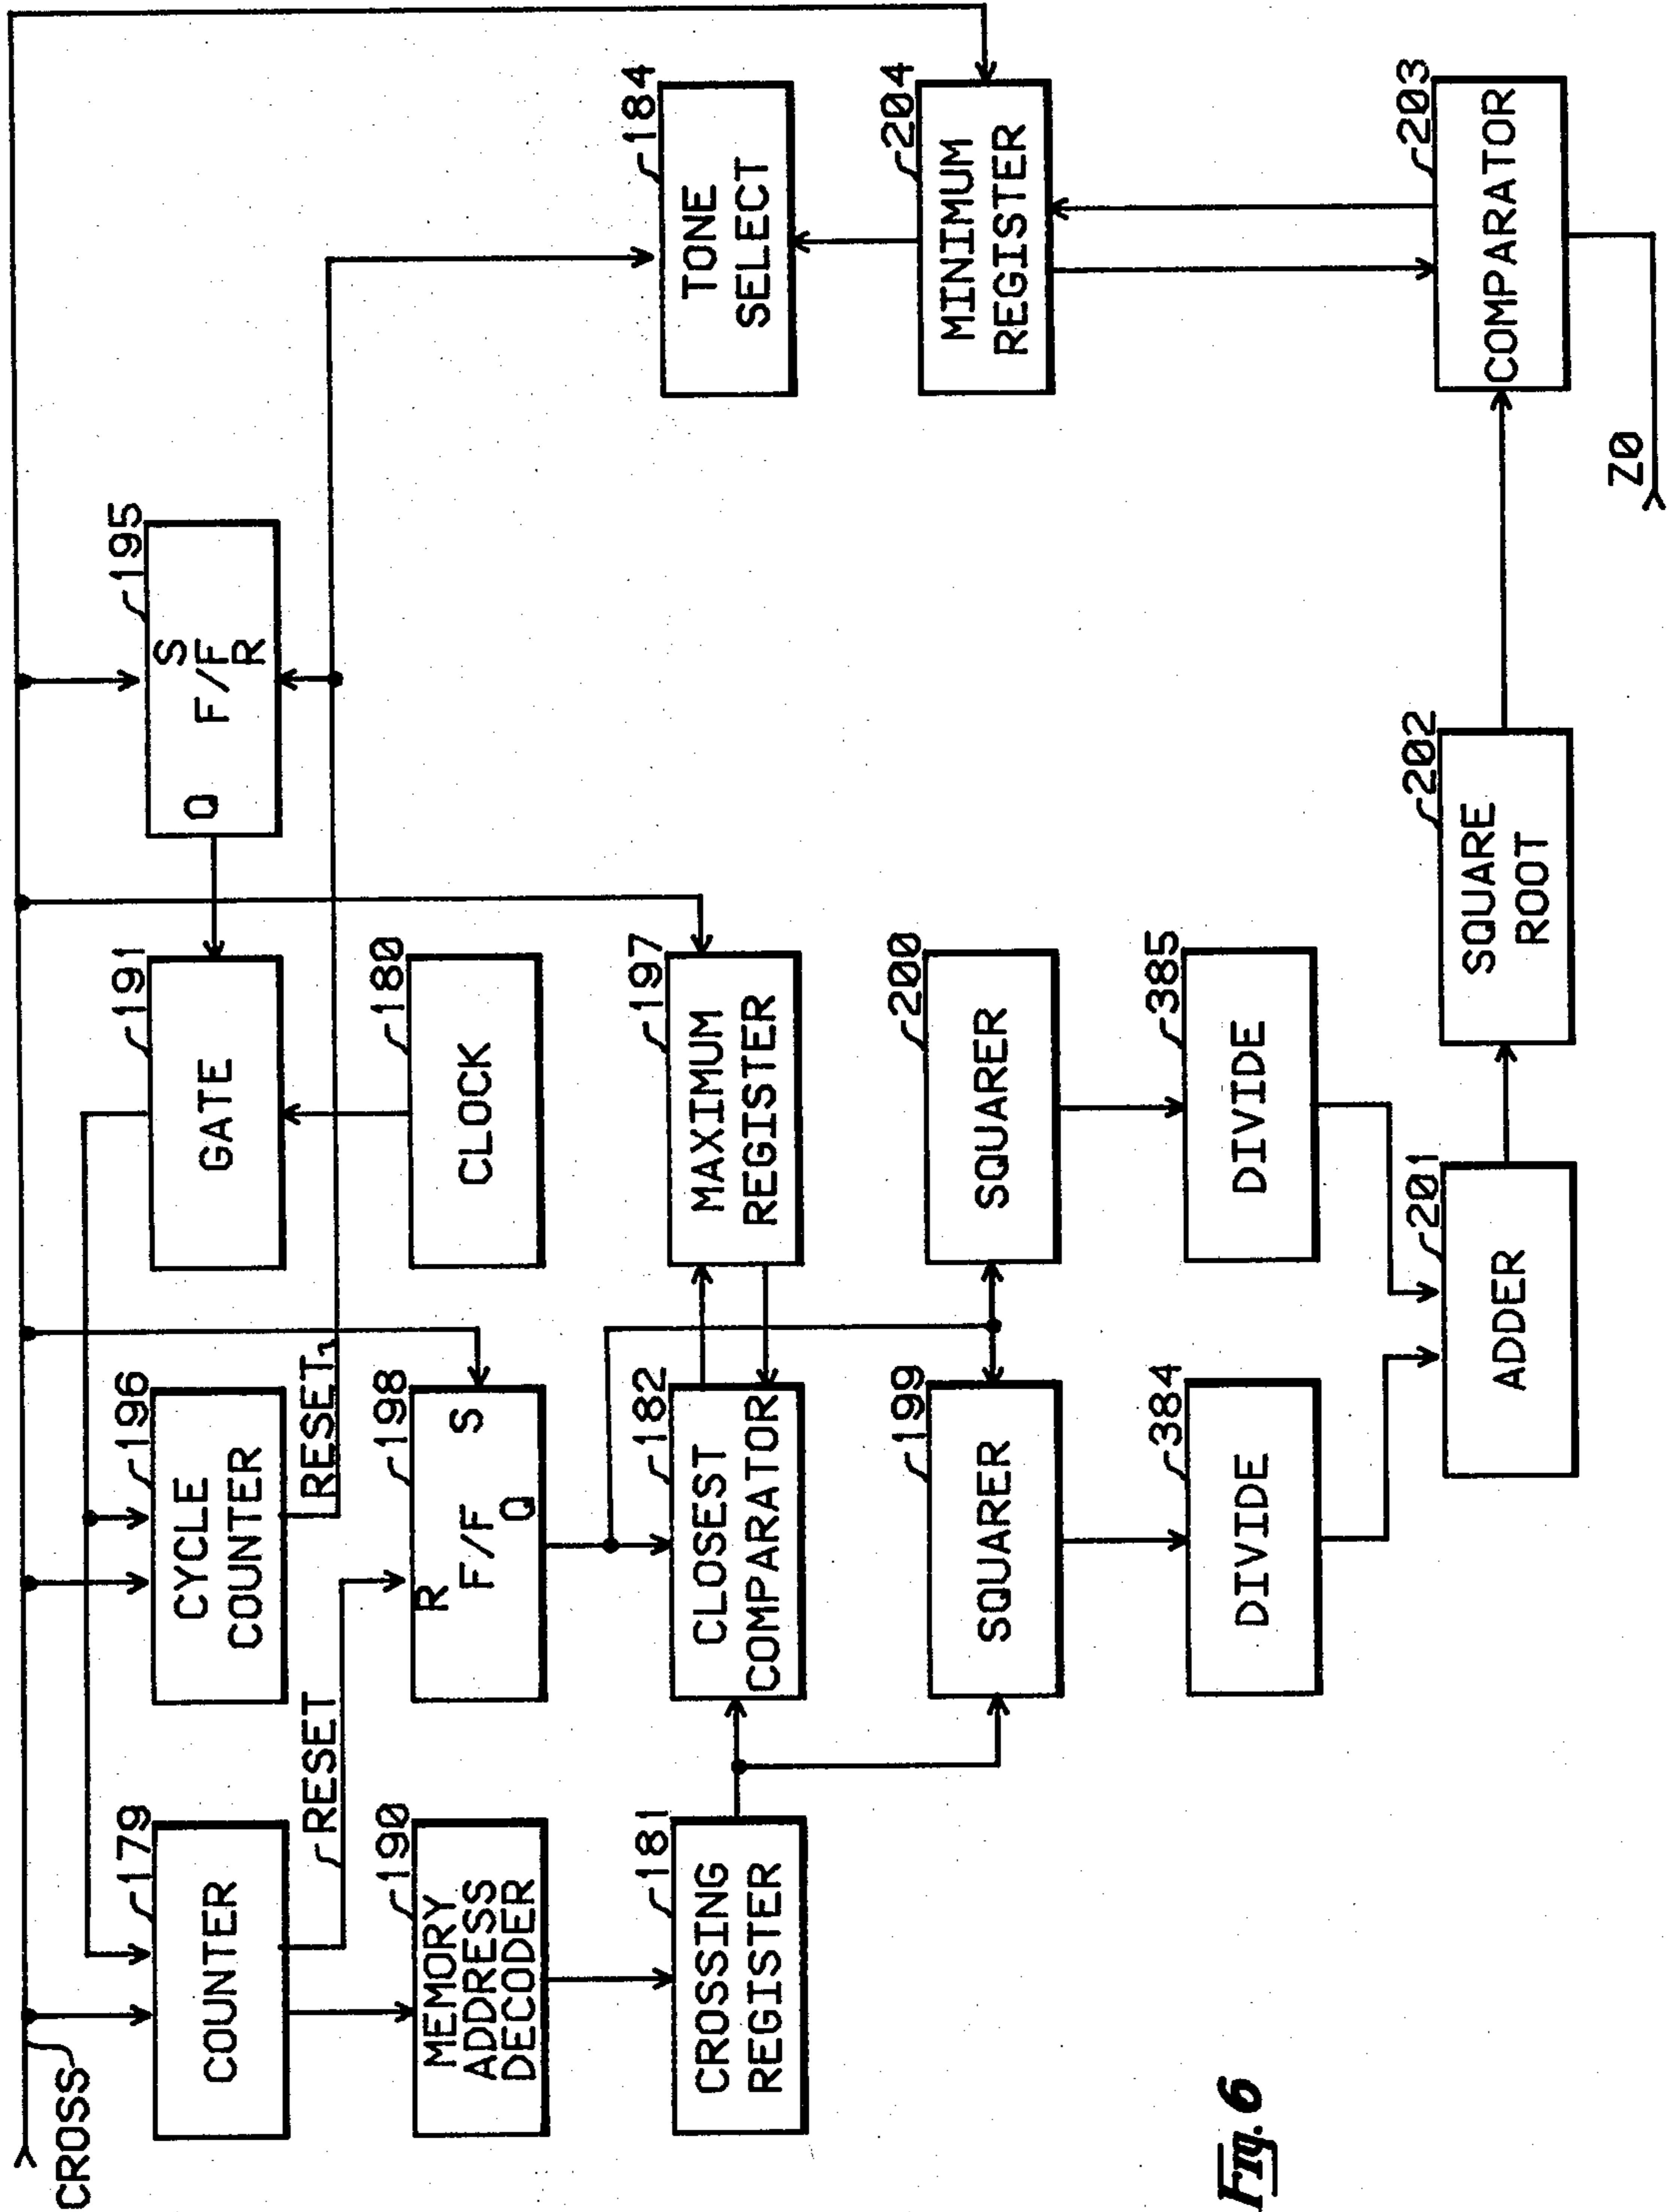 CROSS
COUNTER
179
CYCLE
COUNTER
196
GATE
191
S
F/F
R
Q
195
RESET
RESET
MEMORY
ADDRESS
DECODER
190
R
F/F
S
Q
198
CLOCK
180
CROSSING
REGISTER
181
CLOSEST
COMPARATOR
182
MAXIMUM
REGISTER
197
TONE
SELECT
184
SQUARER
199
SQUARER
200
MINIMUM
REGISTER
204
DIVIDE
384
DIVIDE
385
ADDER
201
SQUARE
ROOT
202
COMPARATOR
203
Z0
Fig. 6